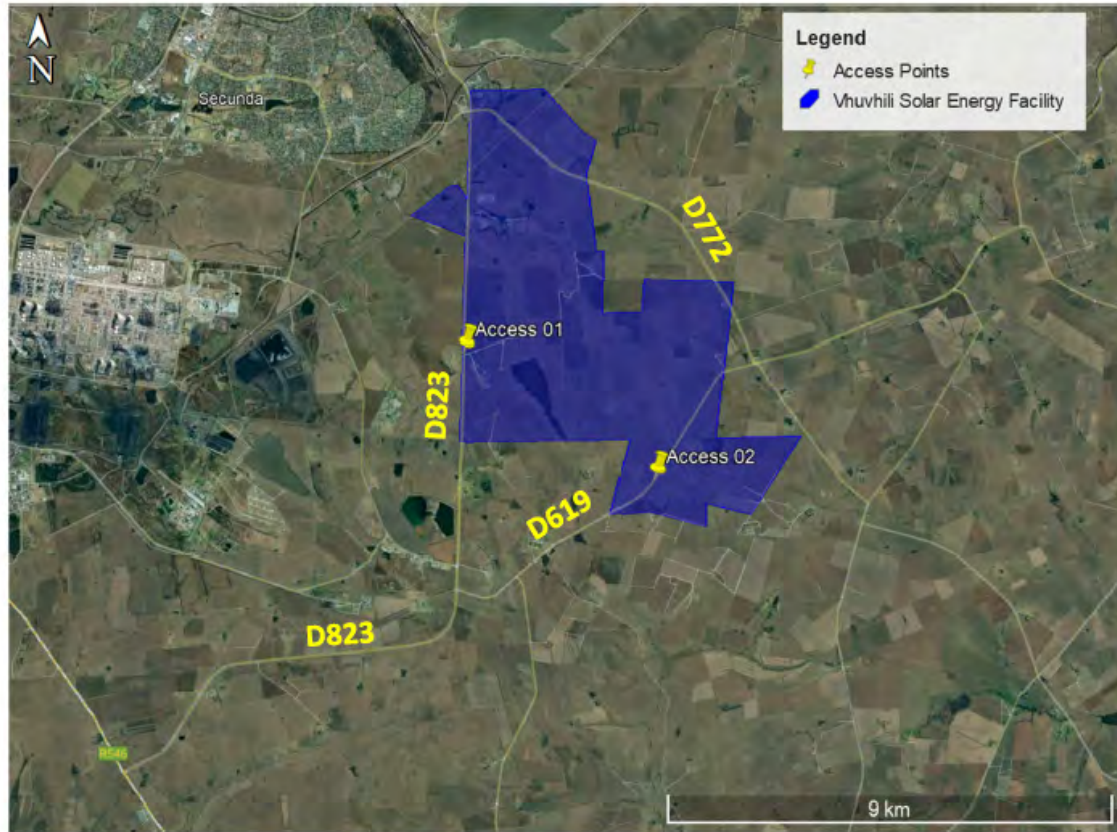 N
Legend
Access Points
Vhuvhili Solar Energy Facility
Secunda
D772
Access 01
D823
Access 02
D619
D823
R546
9 km